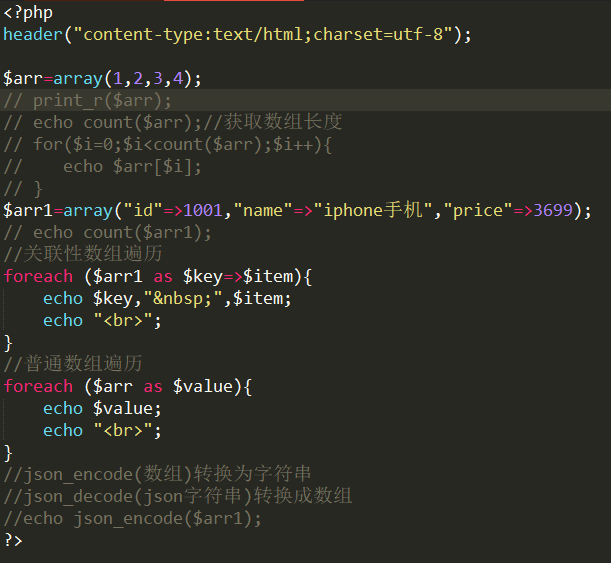 <?php
header("content-type:text/html;charset=utf-8");
$arr=array(1,2,3,4);
// print_r($arr);
// echo count($arr);//获取数组长度
// for($i=0;$i<count($arr);$i++){
//    echo $arr[$i];
// }
$arr1=array("id"=>1001,"name"=>"iphone手机","price"=>3699);
// echo count($arr1);
//关联性数组遍历
foreach ($arr1 as $key=>$item){
    echo $key,"&nbsp;",$item;
    echo "<br>";
}
//普通数组遍历
foreach ($arr as $value){
    echo $value;
    echo "<br>";
}
//json_encode(数组)转换为字符串
//json_decode(json字符串)转换成数组
//echo json_encode($arr1);
?>